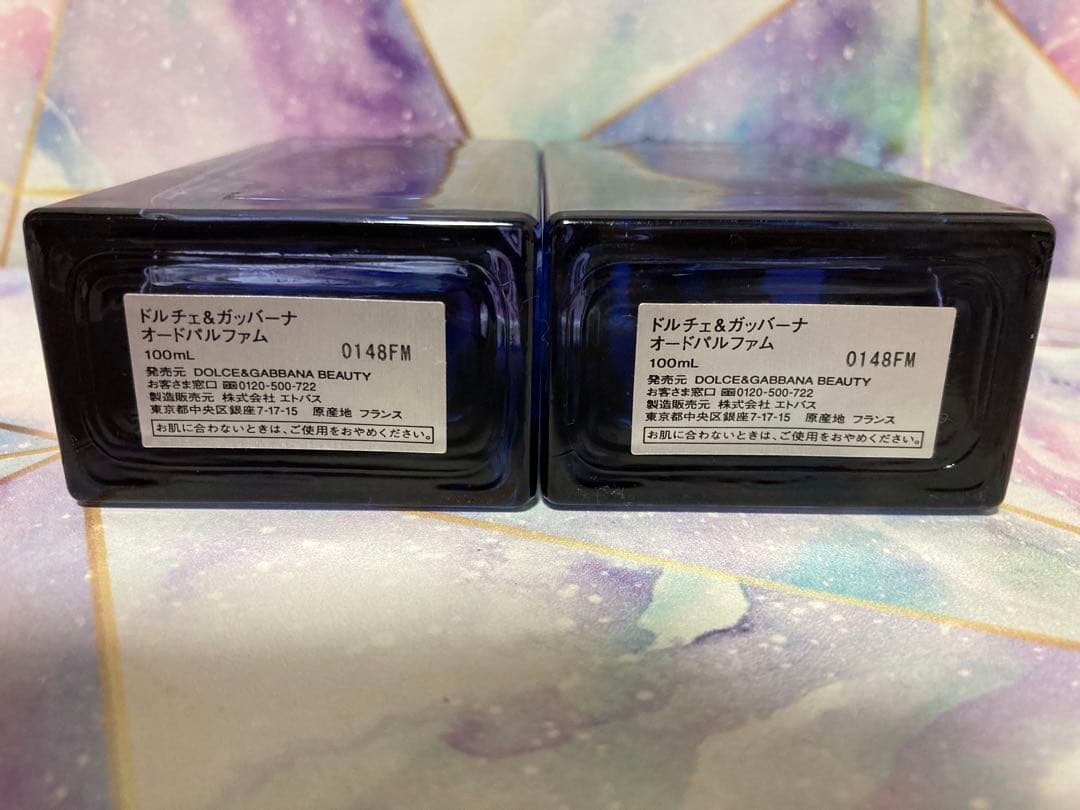 ドルチェ&ガッバーナ
オードパルファム
100mL 0148FM
発売元 DOLCE&GABBANA BEAUTY
お客さま窓口 0120-500-722
製造販売元 株式会社 エトバス
東京都中央区銀座7-17-15 原産地 フランス
お肌に合わないときは、ご使用をおやめください。
ドルチェ&ガッバーナ
オードパルファム
100mL 0148FM
発売元 DOLCE&GABBANA BEAUTY
お客さま窓口 0120-500-722
製造販売元 株式会社 エトバス
東京都中央区銀座7-17-15 原産地 フランス
お肌に合わないときは、ご使用をおやめください。